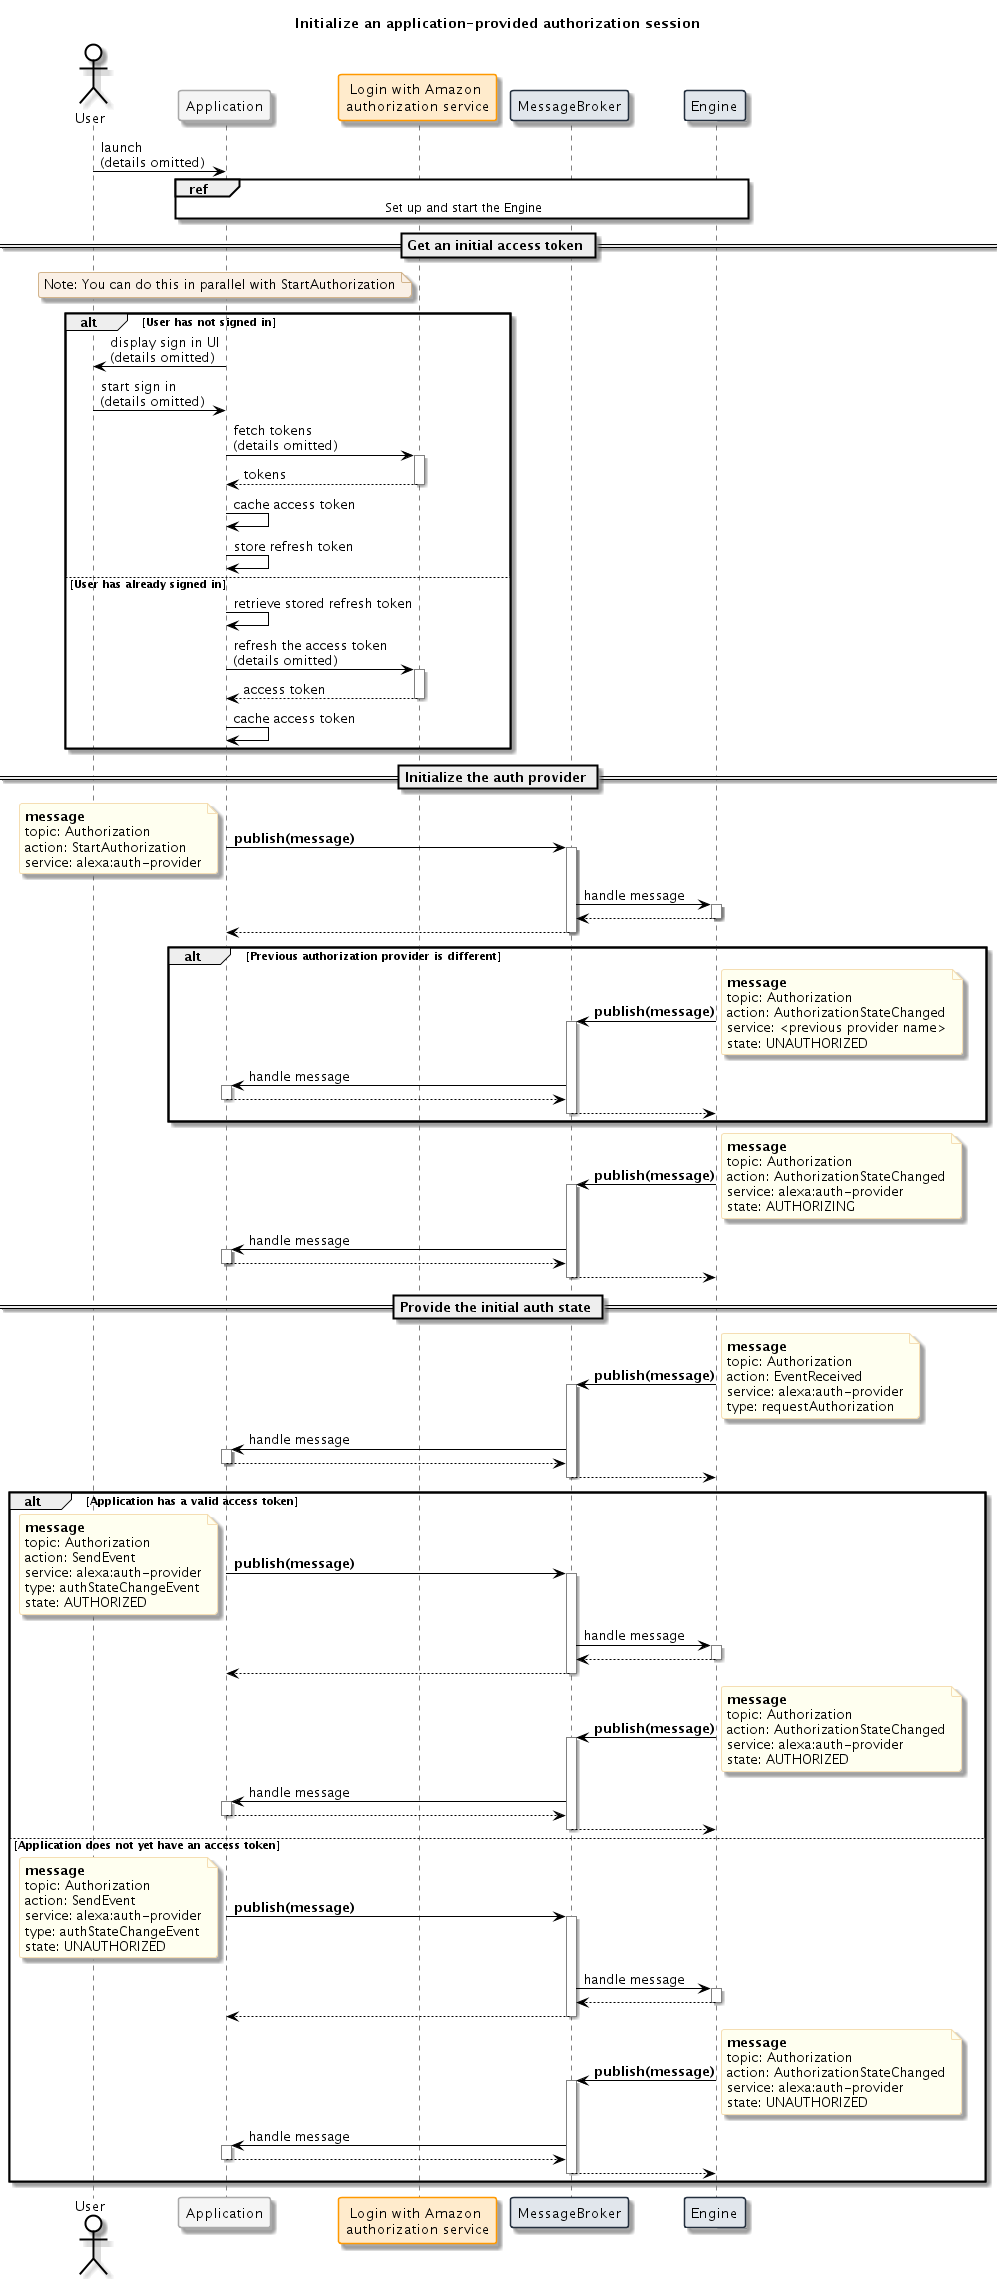 Initialize an application-provided authorization session
User
Application
Login with Amazon
authorization service
MessageBroker
Engine
launch
(details omitted)
ref
Set up and start the Engine
Get an initial access token
Note: You can do this in parallel with StartAuthorization
alt [User has not signed in]
display sign in UI
(details omitted)
start sign in
(details omitted)
fetch tokens
(details omitted)
tokens
cache access token
store refresh token
[User has already signed in]
retrieve stored refresh token
refresh the access token
(details omitted)
access token
cache access token
Initialize the auth provider
message
topic: Authorization
action: StartAuthorization
service: alexa:auth-provider
publish(message)
handle message
alt [Previous authorization provider is different]
message
topic: Authorization
action: AuthorizationStateChanged
service: <previous provider name>
state: UNAUTHORIZED
publish(message)
handle message
message
topic: Authorization
action: AuthorizationStateChanged
service: alexa:auth-provider
state: AUTHORIZING
publish(message)
handle message
Provide the initial auth state
message
topic: Authorization
action: EventReceived
service: alexa:auth-provider
type: requestAuthorization
publish(message)
handle message
alt [Application has a valid access token]
message
topic: Authorization
action: SendEvent
service: alexa:auth-provider
type: authStateChangeEvent
state: AUTHORIZED
publish(message)
handle message
message
topic: Authorization
action: AuthorizationStateChanged
service: alexa:auth-provider
state: AUTHORIZED
publish(message)
handle message
[Application does not yet have an access token]
message
topic: Authorization
action: SendEvent
service: alexa:auth-provider
type: authStateChangeEvent
state: UNAUTHORIZED
publish(message)
handle message
message
topic: Authorization
action: AuthorizationStateChanged
service: alexa:auth-provider
state: UNAUTHORIZED
publish(message)
handle message
User
Application
Login with Amazon
authorization service
MessageBroker
Engine